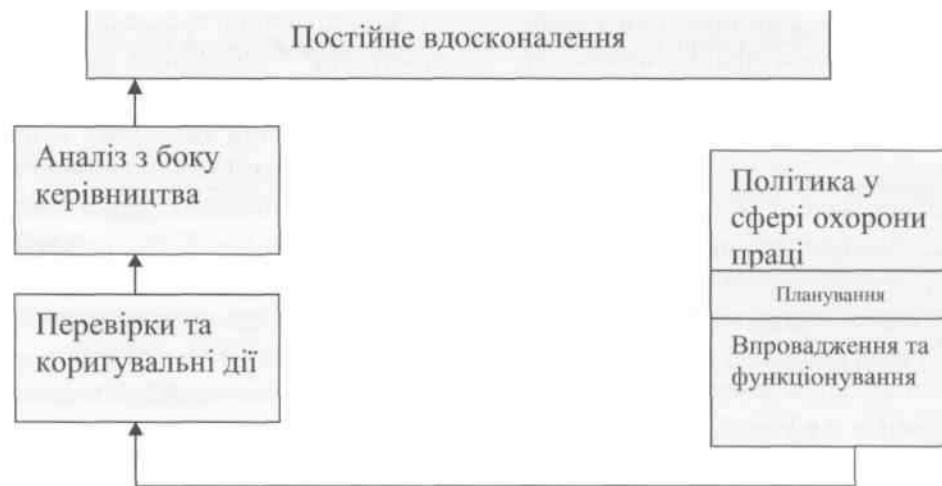 Постійне вдосконалення
Аналіз з боку
керівництва
Політика у
сфері охорони
праці
Планування
Перевірки та
коригувальні дії
Впровадження та
функціонування